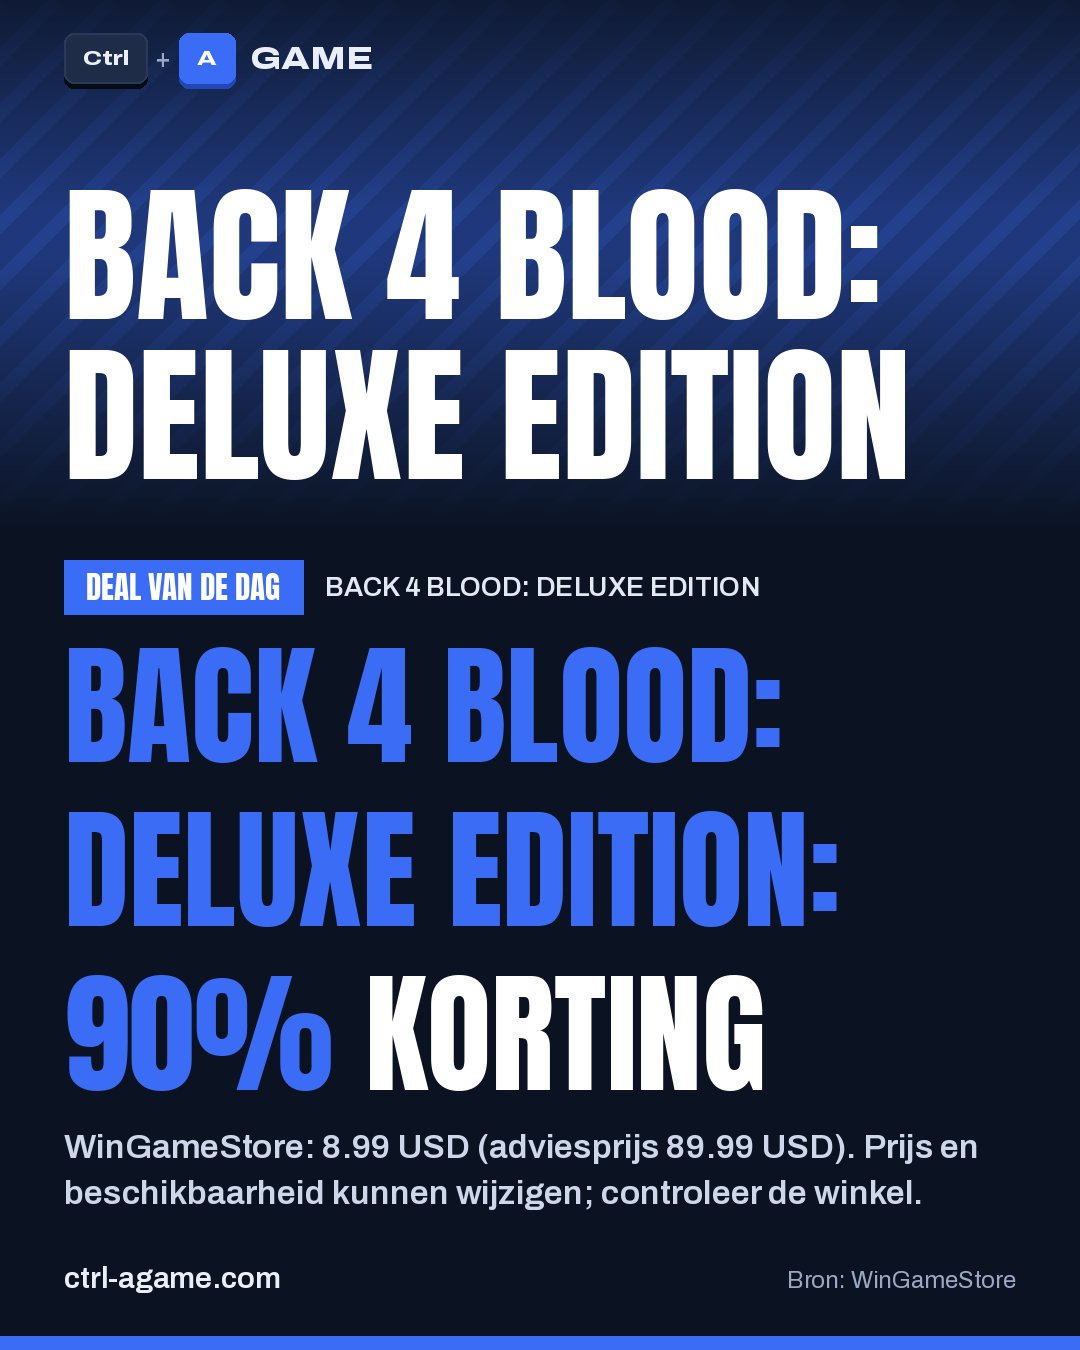 Ctrl + A GAME
BACK 4 BLOOD:
DELUXE EDITION
DEAL VAN DE DAG BACK 4 BLOOD: DELUXE EDITION
BACK 4 BLOOD:
DELUXE EDITION:
90% KORTING
WinGameStore: 8.99 USD (adviesprijs 89.99 USD). Prijs en
beschikbaarheid kunnen wijzigen; controleer de winkel.
ctrl-agame.com Bron: WinGameStore